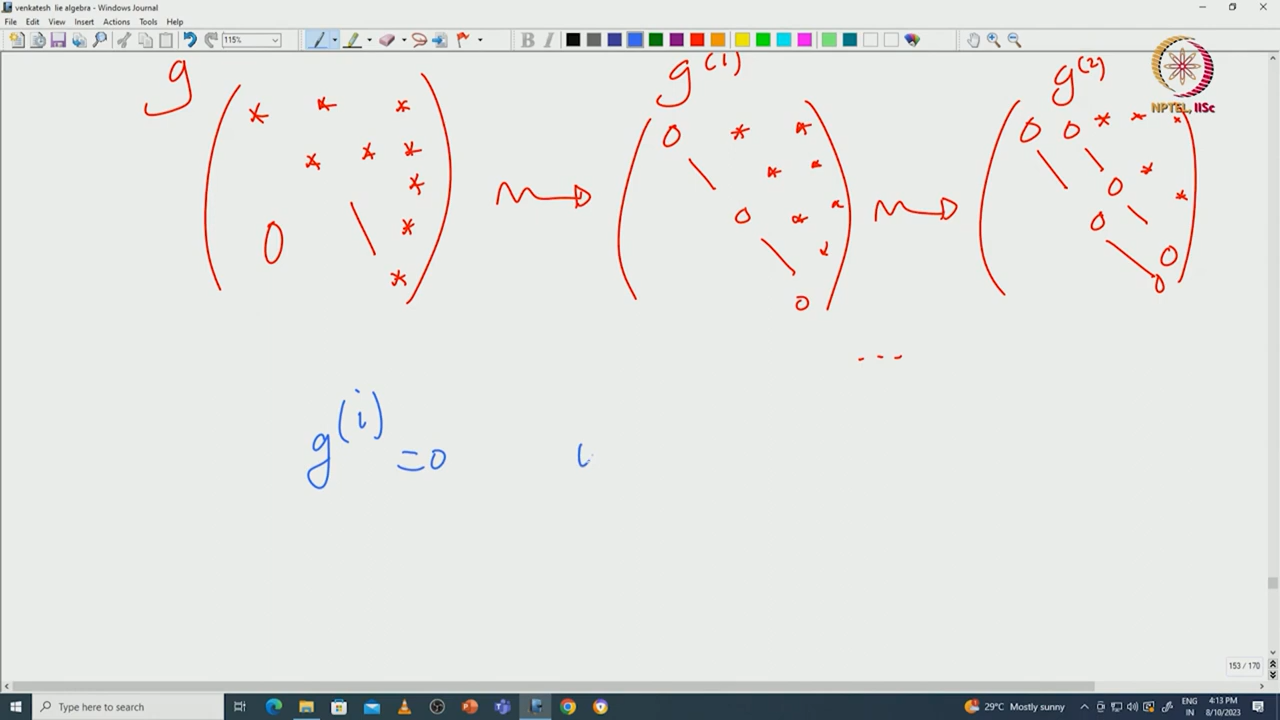 venkatesh lie algebra - Windows Journal
File Edit View Insert Actions Tools Help
115%
B I
NPTEL, IISc
g g^(1) g^(2)
* * * 0 * * 0 0 * * *
* * * * * 0 * *
* 0 * * 0
0 * * 0
* 0 0
...
g^(i) = 0
153 / 170
Type here to search
29°C Mostly sunny
ENG
IN
4:13 PM
8/10/2023